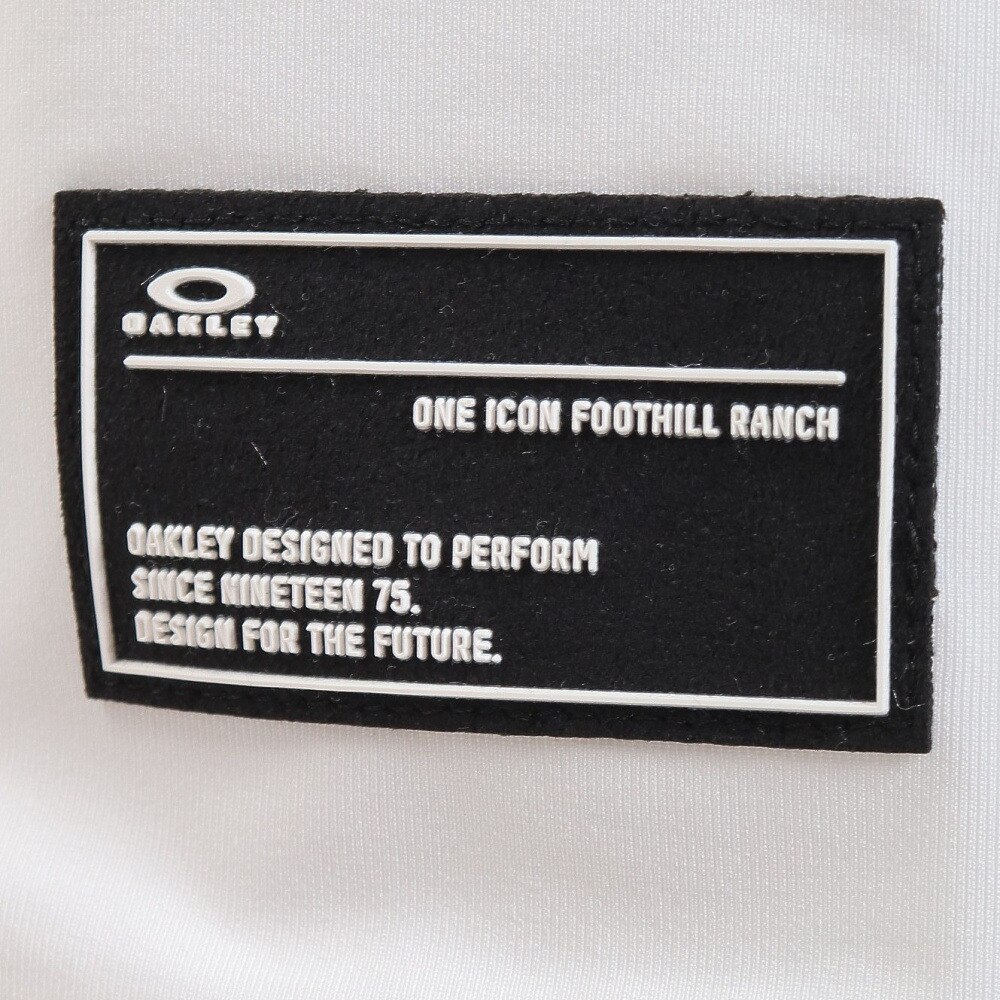 OAKLEY
ONE ICON FOOTHILL RANCH
OAKLEY DESIGNED TO PERFORM
SINCE NINETEEN 75.
DESIGN FOR THE FUTURE.